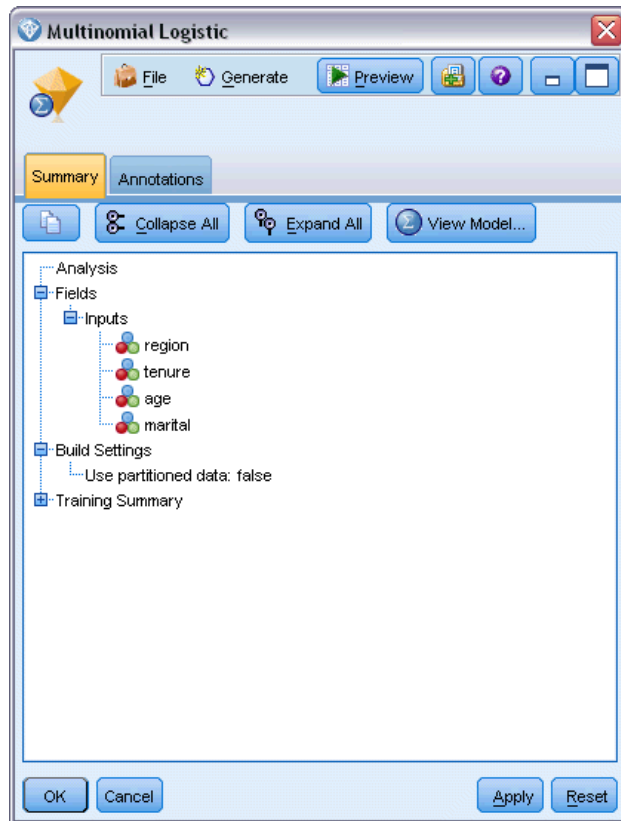 Multinomial Logistic
File Generate Preview
Summary Annotations
Collapse All Expand All View Model...
Analysis
Fields
Inputs
region
tenure
age
marital
Build Settings
Use partitioned data: false
Training Summary
OK Cancel Apply Reset